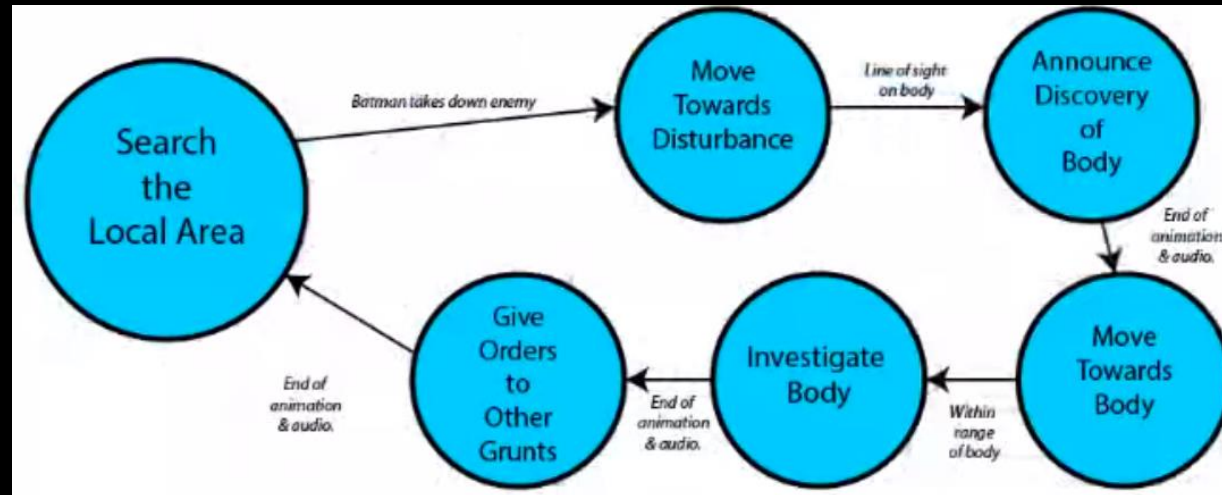 Search
the
Local Area
Batman takes down enemy
Move
Towards
Disturbance
Line of sight
on body
Announce
Discovery
of
Body
End of
animation
& audio.
Move
Towards
Body
Within
range
of body
Investigate
Body
End of
animation
& audio.
Give
Orders
to
Other
Grunts
End of
animation
& audio.